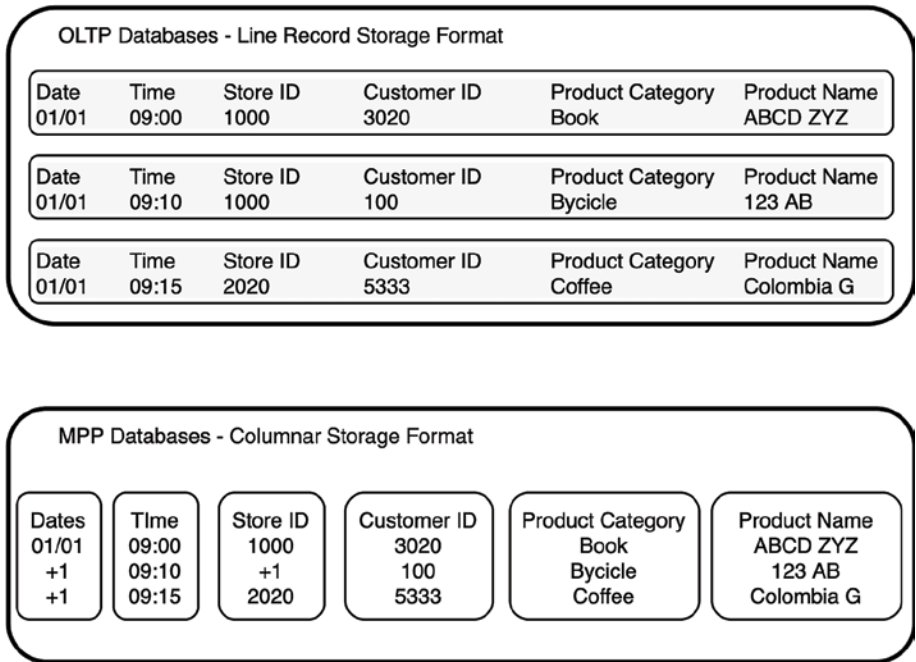 OLTP Databases - Line Record Storage Format
Date Time Store ID Customer ID Product Category Product Name
01/01 09:00 1000 3020 Book ABCD ZYZ
Date Time Store ID Customer ID Product Category Product Name
01/01 09:10 1000 100 Bycicle 123 AB
Date Time Store ID Customer ID Product Category Product Name
01/01 09:15 2020 5333 Coffee Colombia G
MPP Databases - Columnar Storage Format
Dates TIme Store ID Customer ID Product Category Product Name
01/01 09:00 1000 3020 Book ABCD ZYZ
+1 09:10 +1 100 Bycicle 123 AB
+1 09:15 2020 5333 Coffee Colombia G